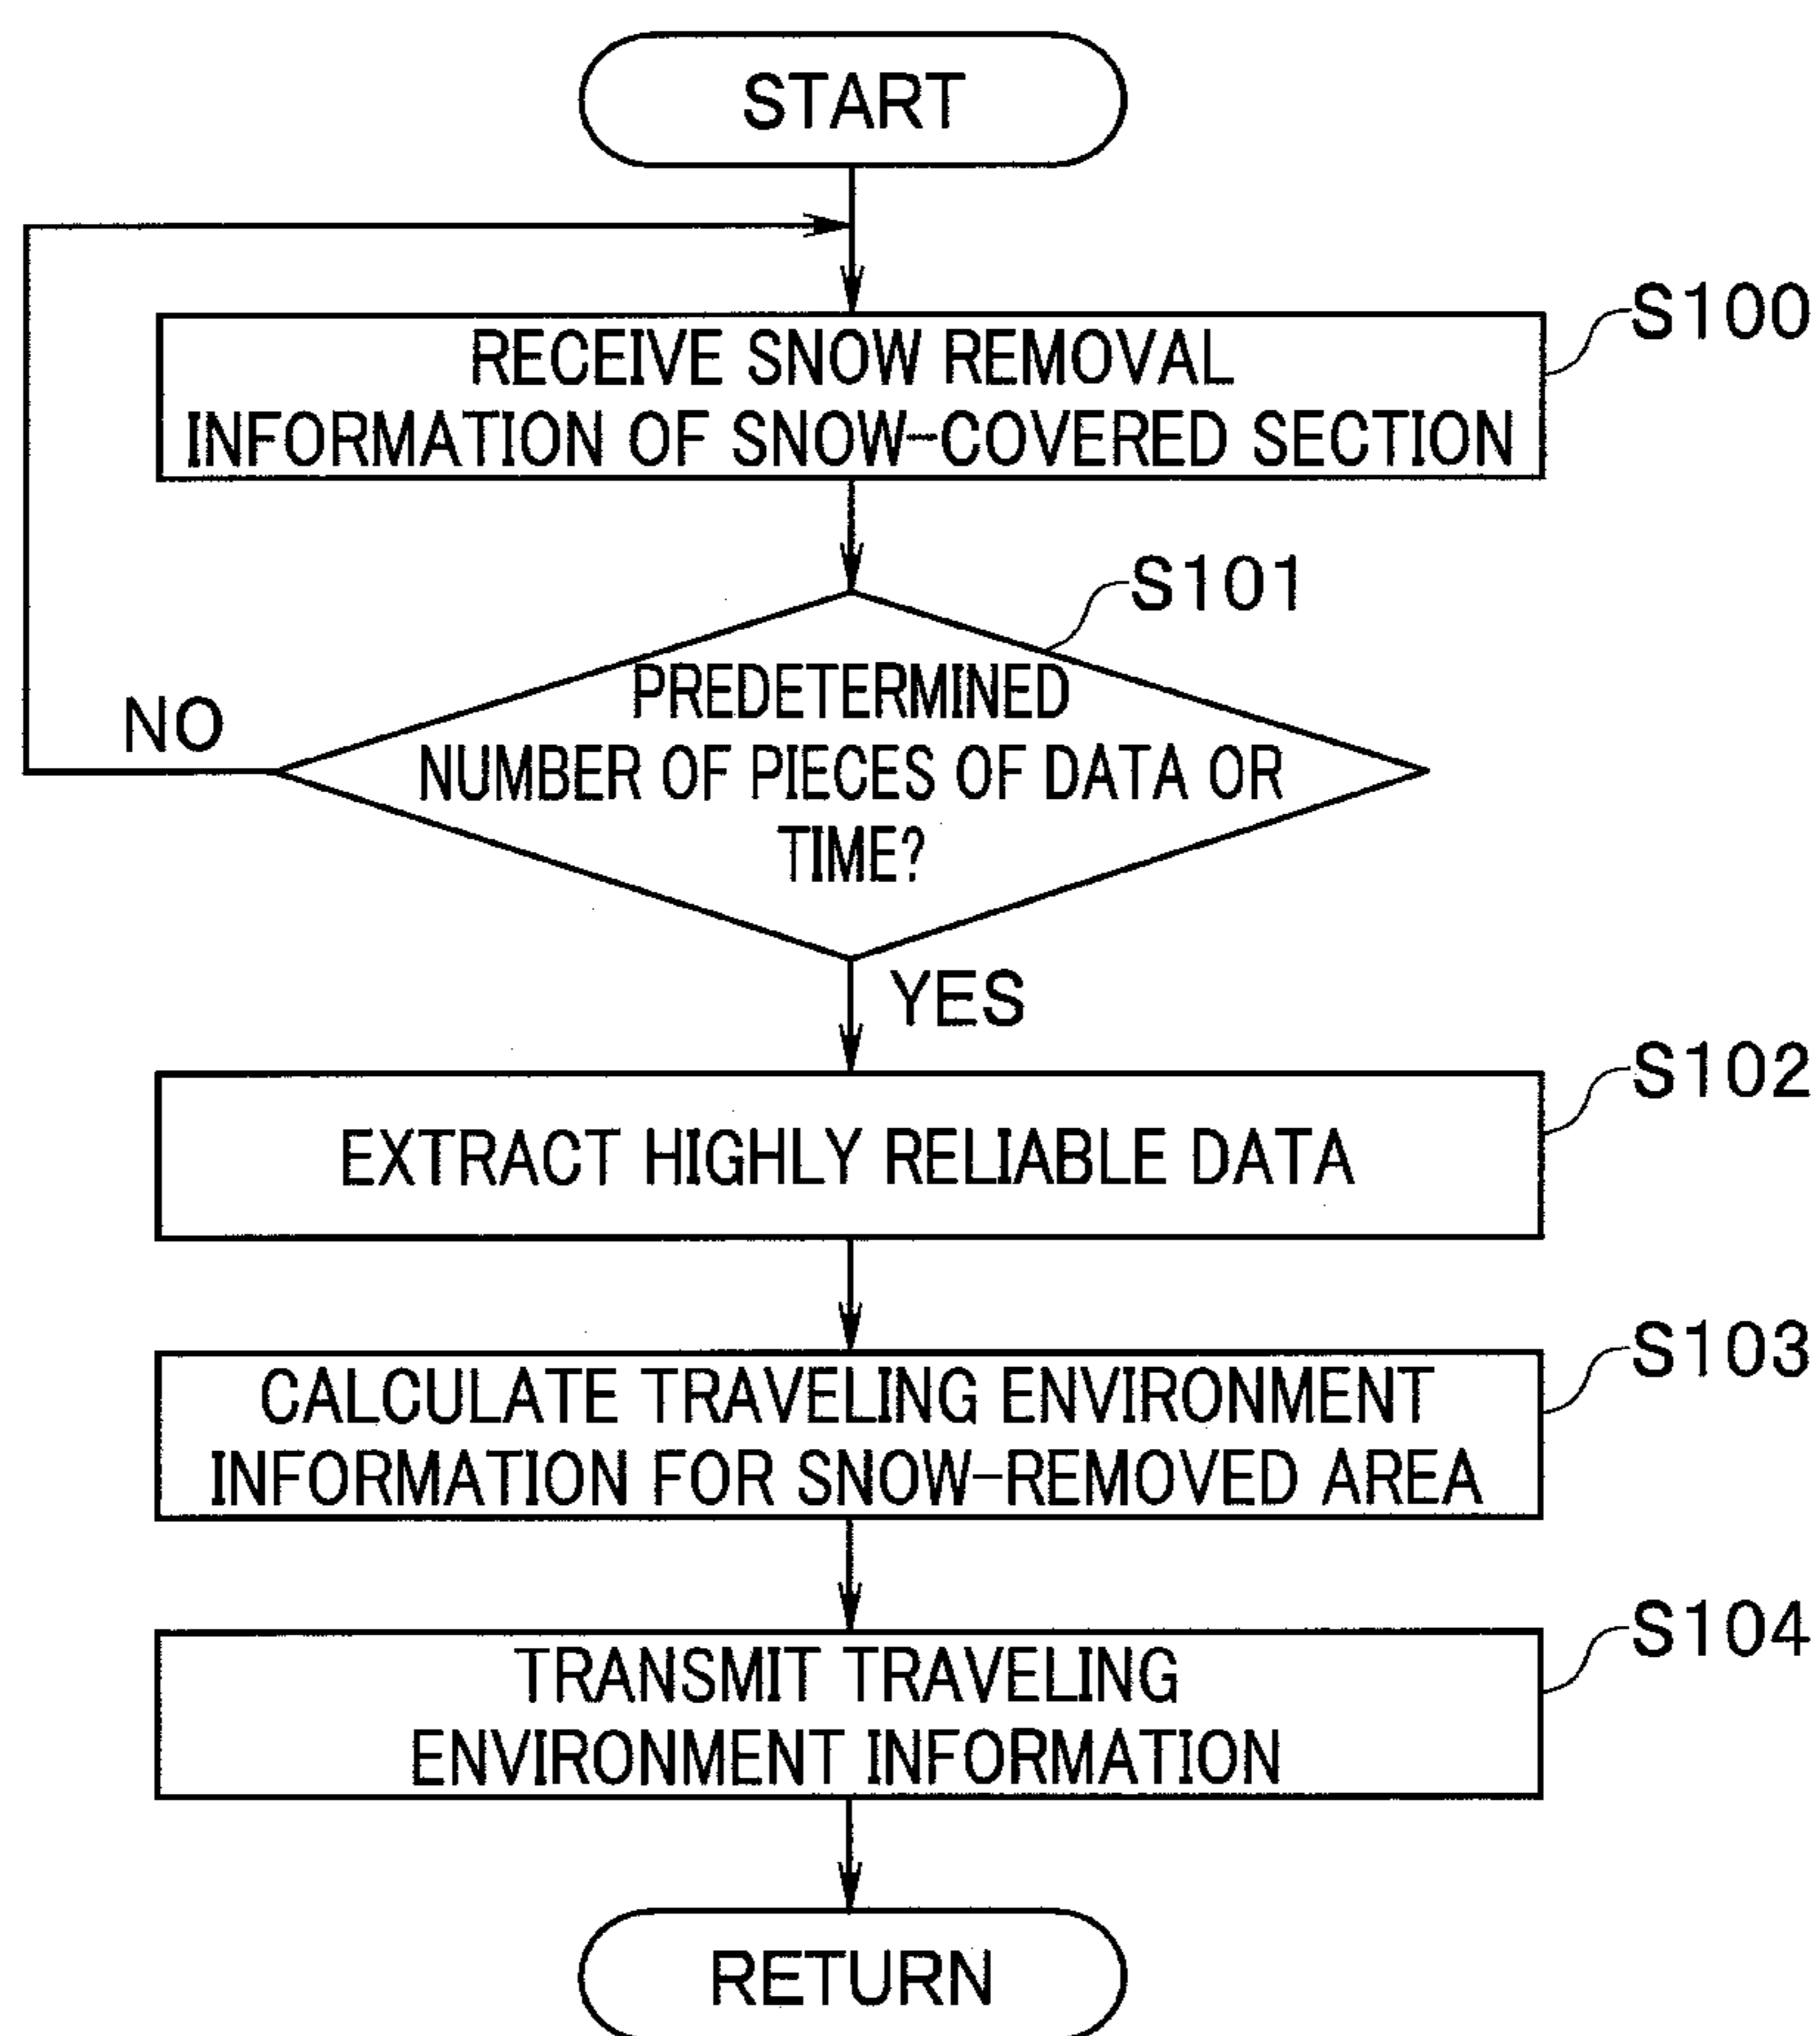 START
RECEIVE SNOW REMOVAL
INFORMATION OF SNOW-COVERED SECTION
S100
S101
PREDETERMINED
NUMBER OF PIECES OF DATA OR
TIME?
NO
YES
EXTRACT HIGHLY RELIABLE DATA
S102
CALCULATE TRAVELING ENVIRONMENT
INFORMATION FOR SNOW-REMOVED AREA
S103
TRANSMIT TRAVELING
ENVIRONMENT INFORMATION
S104
RETURN